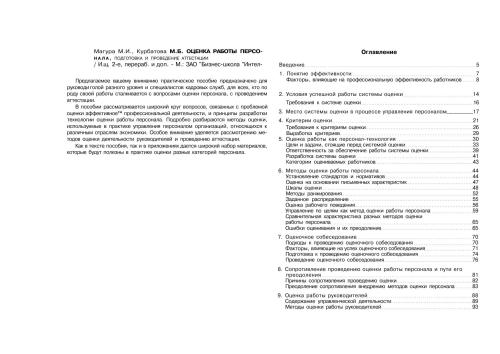 Магура М.И., Курбатова М.Б. ОЦЕНКА РАБОТЫ ПЕРСО-
НАЛА, ПОДГОТОВКА И ПРОВЕДЕНИЕ АТТЕСТАЦИИ
/ И.щ. 2-е, перераб. и доп. - М.: ЗАО "Бизнес-школа "Интел-
Предлагаемое вашему вниманию практическое пособие предназначено для
руководителей разного уровня и специалистов кадровых служб, для всех, кто по
роду своей работы сталкивается с вопросами оценки персонала, с проведением
аттестации.
В пособии рассматривается широкий круг вопросов, связанных с проблемой
оценки эффективно™ профессиональной деятельности, и принципы разработки
технологии оценки работы персонала. Подробно разбираются методы оценки,
используемые в практике управления персоналом организаций, относящихся к
различным отраслям экономики. Особое внимание уделяется рассмотрению ме-
тодов оценки деятельности руководителей и проведению аттестации.
Как в тексте пособия, так и в приложениях дается широкий набор материалов,
которые будут полезны в практике оценки разных категорий персонала.
Оглавление
Введение 5
1. Понятие эффективности 7
Факторы, влияющие на профессиональную эффективность работников 8
2. Условия успешной работы системы оценки 14
Требования к системе оценки 16
3. Место системы оценки в процессе управления персоналом 17
4. Критерии оценки 21
Требования к критериям оценки 26
Выработка критериев 29
5. Оценка работы как персонал-технология 30
Цели и задачи, стоящие перед системой оценки 33
Ответственность за обеспечение работы системы оценки 39
Разработка системы оценки 41
Категории оцениваемых работников 43
6. Методы оценки работы персонала 44
Установление стандартов и нормативов 44
Оценка на основании письменных характеристик 47
Шкалы оценки 48
Методы ранжирования 52
Заданное распределение 55
Оценка рабочего поведения 56
Управление по целям как метод оценки работы персонала 59
Сравнительная характеристика разных методов оценки
работы персонала 65
Ошибки оценивания и их преодоление 65
7. Оценочное собеседование 70
Подходы к проведению оценочного собеседования 70
Факторы, влияющие на успех оценочного собеседования 71
Подготовка к проведению оценочного собеседования 74
Проведение оценочного собеседования 76
8. Сопротивление проведению оценки работы персонала и пути его
преодоления 81
Причины сопротивления проведению оценки 82
Преодоление сопротивления внедрению методов оценки персонала 83
9. Оценка работы руководителей 88
Содержание управленческой деятельности 89
Методы оценки работы руководителей 93